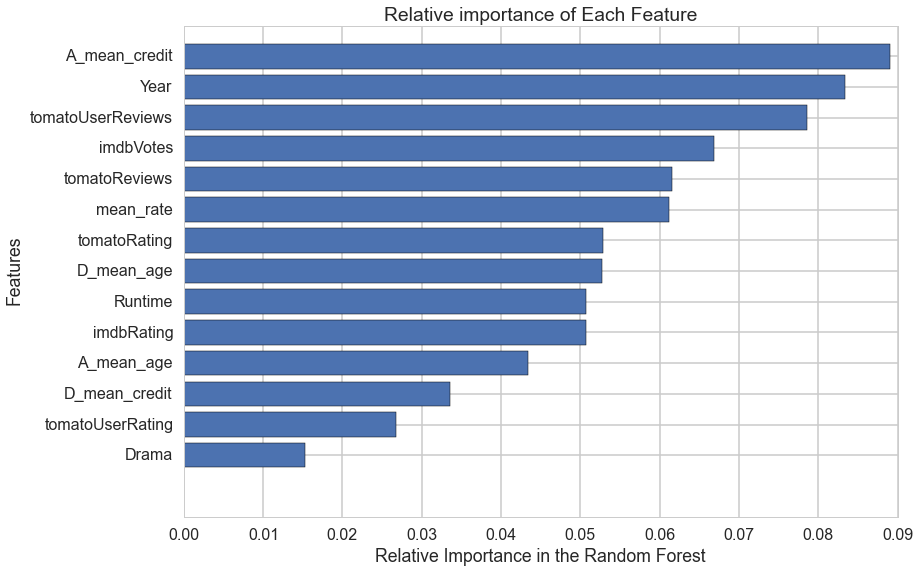 Relative importance of Each Feature
A_mean_credit
Year
tomatoUserReviews
imdbVotes
tomatoReviews
mean_rate
tomatoRating
D_mean_age
Runtime
imdbRating
A_mean_age
D_mean_credit
tomatoUserRating
Drama
Features
0.00 0.01 0.02 0.03 0.04 0.05 0.06 0.07 0.08 0.09
Relative Importance in the Random Forest